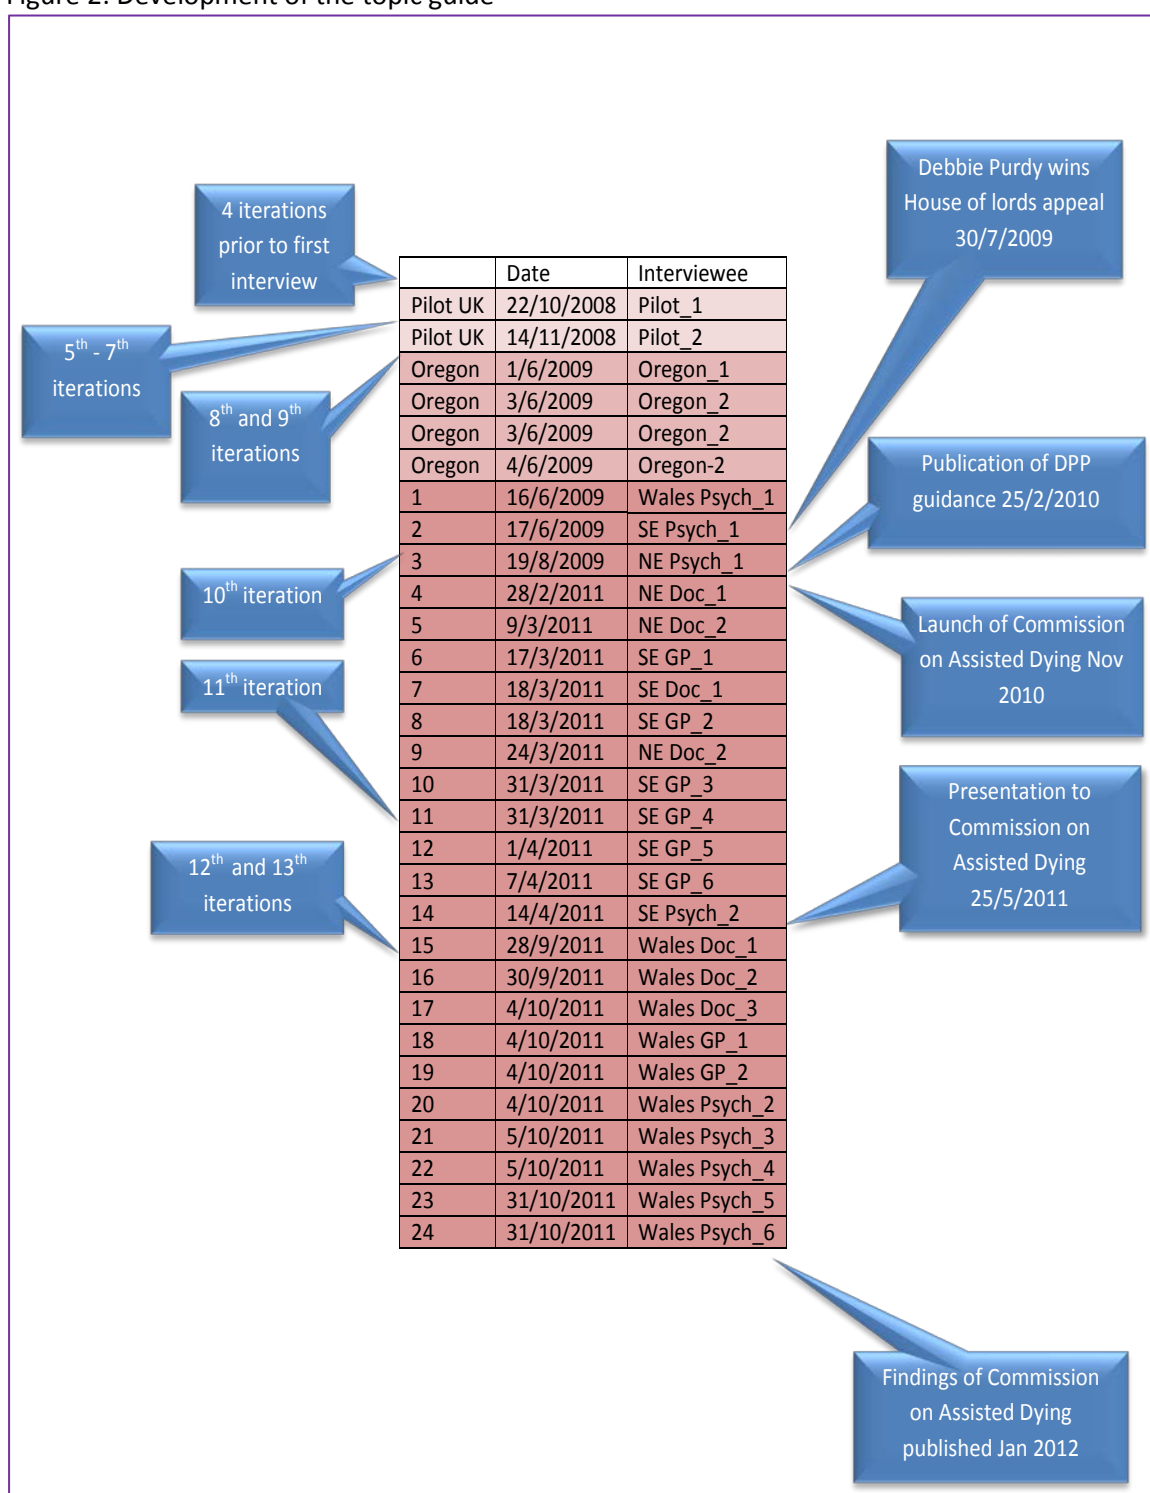 Figure 2: Development of the topic guide
4 iterations
prior to first
interview
5th - 7th
iterations
8th and 9th
iterations
10th iteration
11th iteration
12th and 13th
iterations
Date Interviewee
Pilot UK 22/10/2008 Pilot_1
Pilot UK 14/11/2008 Pilot_2
Oregon 1/6/2009 Oregon_1
Oregon 3/6/2009 Oregon_2
Oregon 3/6/2009 Oregon_2
Oregon 4/6/2009 Oregon-2
1 16/6/2009 Wales Psych_1
2 17/6/2009 SE Psych_1
3 19/8/2009 NE Psych_1
4 28/2/2011 NE Doc_1
5 9/3/2011 NE Doc_2
6 17/3/2011 SE GP_1
7 18/3/2011 SE Doc_1
8 18/3/2011 SE GP_2
9 24/3/2011 NE Doc_2
10 31/3/2011 SE GP_3
11 31/3/2011 SE GP_4
12 1/4/2011 SE GP_5
13 7/4/2011 SE GP_6
14 14/4/2011 SE Psych_2
15 28/9/2011 Wales Doc_1
16 30/9/2011 Wales Doc_2
17 4/10/2011 Wales Doc_3
18 4/10/2011 Wales GP_1
19 4/10/2011 Wales GP_2
20 4/10/2011 Wales Psych_2
21 5/10/2011 Wales Psych_3
22 5/10/2011 Wales Psych_4
23 31/10/2011 Wales Psych_5
24 31/10/2011 Wales Psych_6
Debbie Purdy wins
House of lords appeal
30/7/2009
Publication of DPP
guidance 25/2/2010
Launch of Commission
on Assisted Dying Nov
2010
Presentation to
Commission on
Assisted Dying
25/5/2011
Findings of Commission
on Assisted Dying
published Jan 2012